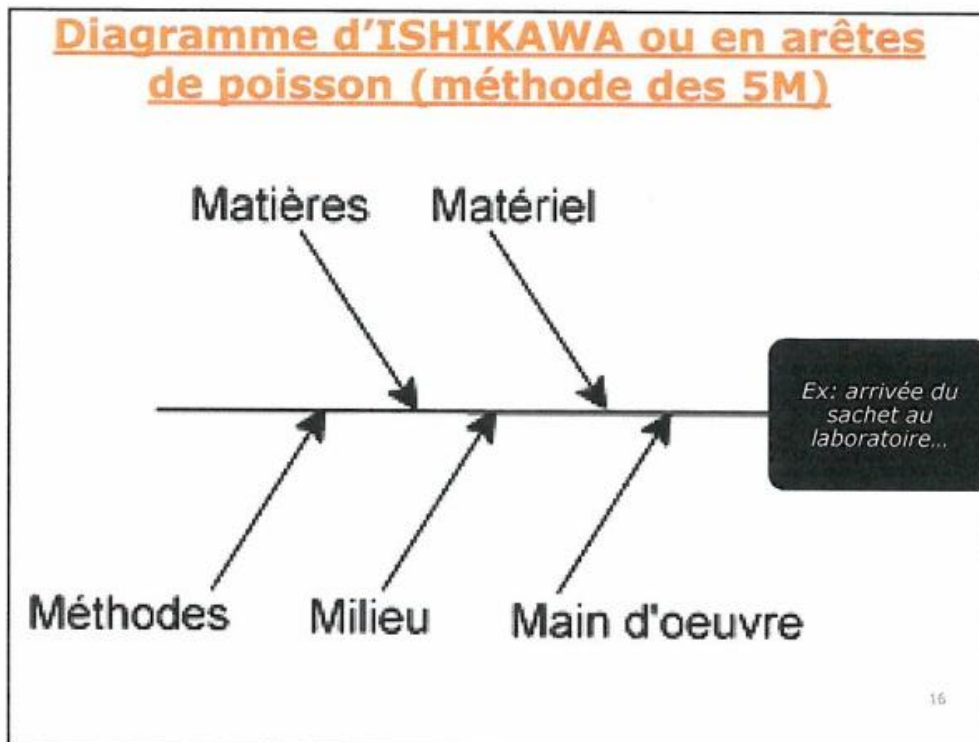 Diagramme d'ISHIKAWA ou en arêtes
de poisson (méthode des 5M)
Matières Matériel
Ex: arrivée du
sachet au
laboratoire...
Méthodes Milieu Main d'oeuvre
16